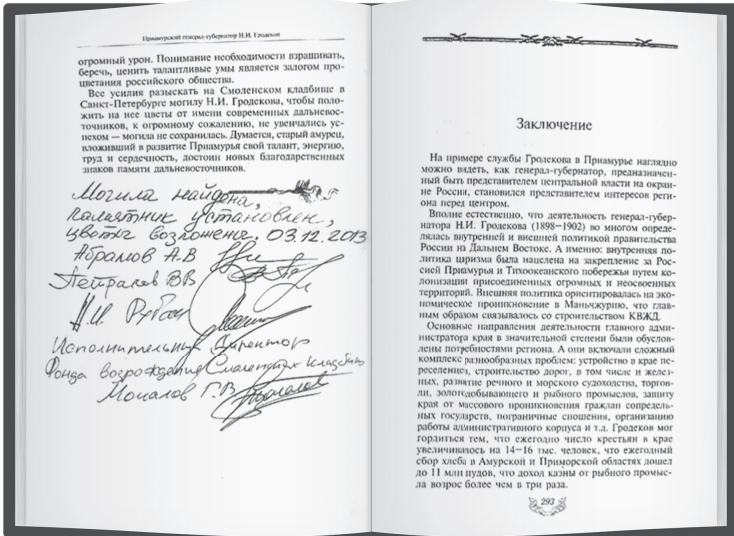 Приамурский генерал-губернатор Н.И. Гродеков
огромный урон. Понимание необходимости взращивать,
беречь, ценить талантливые умы является залогом про-
цветания российского общества.
Все усилия разыскать на Смоленском кладбище в
Санкт-Петербурге могилу Н.И. Гродекова, чтобы поло-
жить на нее цветы от имени современных дальневос-
точников, к огромному сожалению, не увенчались ус-
пехом — могила не сохранилась. Думается, старый амурец,
вложивший в развитие Приамурья свой талант, энергию,
труд и сердечность, достоин новых благодарственных
знаков памяти дальневосточников.
Могила найдена,
памятник установлен,
цветы возложены. 03.12.2013
Абрамов А.В
В В
Н.И. Рубан
Исполнительный Директор
Фонда возрождения Смоленских кладбищ
Г.В
Заключение
На примере службы Гродекова в Приамурье наглядно
можно видеть, как генерал-губернатор, предназначен-
ный быть представителем центральной власти на окраи-
не России, становился представителем интересов реги-
она перед центром.
Вполне естественно, что деятельность генерал-губер-
натора Н.И. Гродекова (1898—1902) во многом опреде-
лялась внутренней и внешней политикой правительства
России на Дальнем Востоке. А именно: внутренняя по-
литика царизма была нацелена на закрепление за Рос-
сией Приамурья и Тихоокеанского побережья путем
колонизации присоединенных огромных и неосвоенных
территорий. Внешняя политика ориентировалась на эко-
номическое проникновение в Маньчжурию, что глав-
ным образом связывалось со строительством КВЖД.
Основные направления деятельности главного адми-
нистратора края в значительной степени были обуслов-
лены потребностями региона. А они включали сложный
комплекс разнообразных проблем: устройство в крае пе-
реселенцев, строительство дорог, в том числе и желез-
ных, развитие речного и морского судоходства, торгов-
ли, золотодобывающего и рыбного промыслов, защиту
края от массового проникновения граждан сопредель-
ных государств, пограничные сношения, организацию
работы административного корпуса и т.д. Гродеков мог
гордиться тем, что ежегодно число крестьян в крае
увеличивалось на 14—16 тыс. человек, что ежегодный
сбор хлеба в Амурской и Приморской областях дошел
до 11 млн пудов, что доход казны от рыбного промыс-
ла возрос более чем в три раза.
293